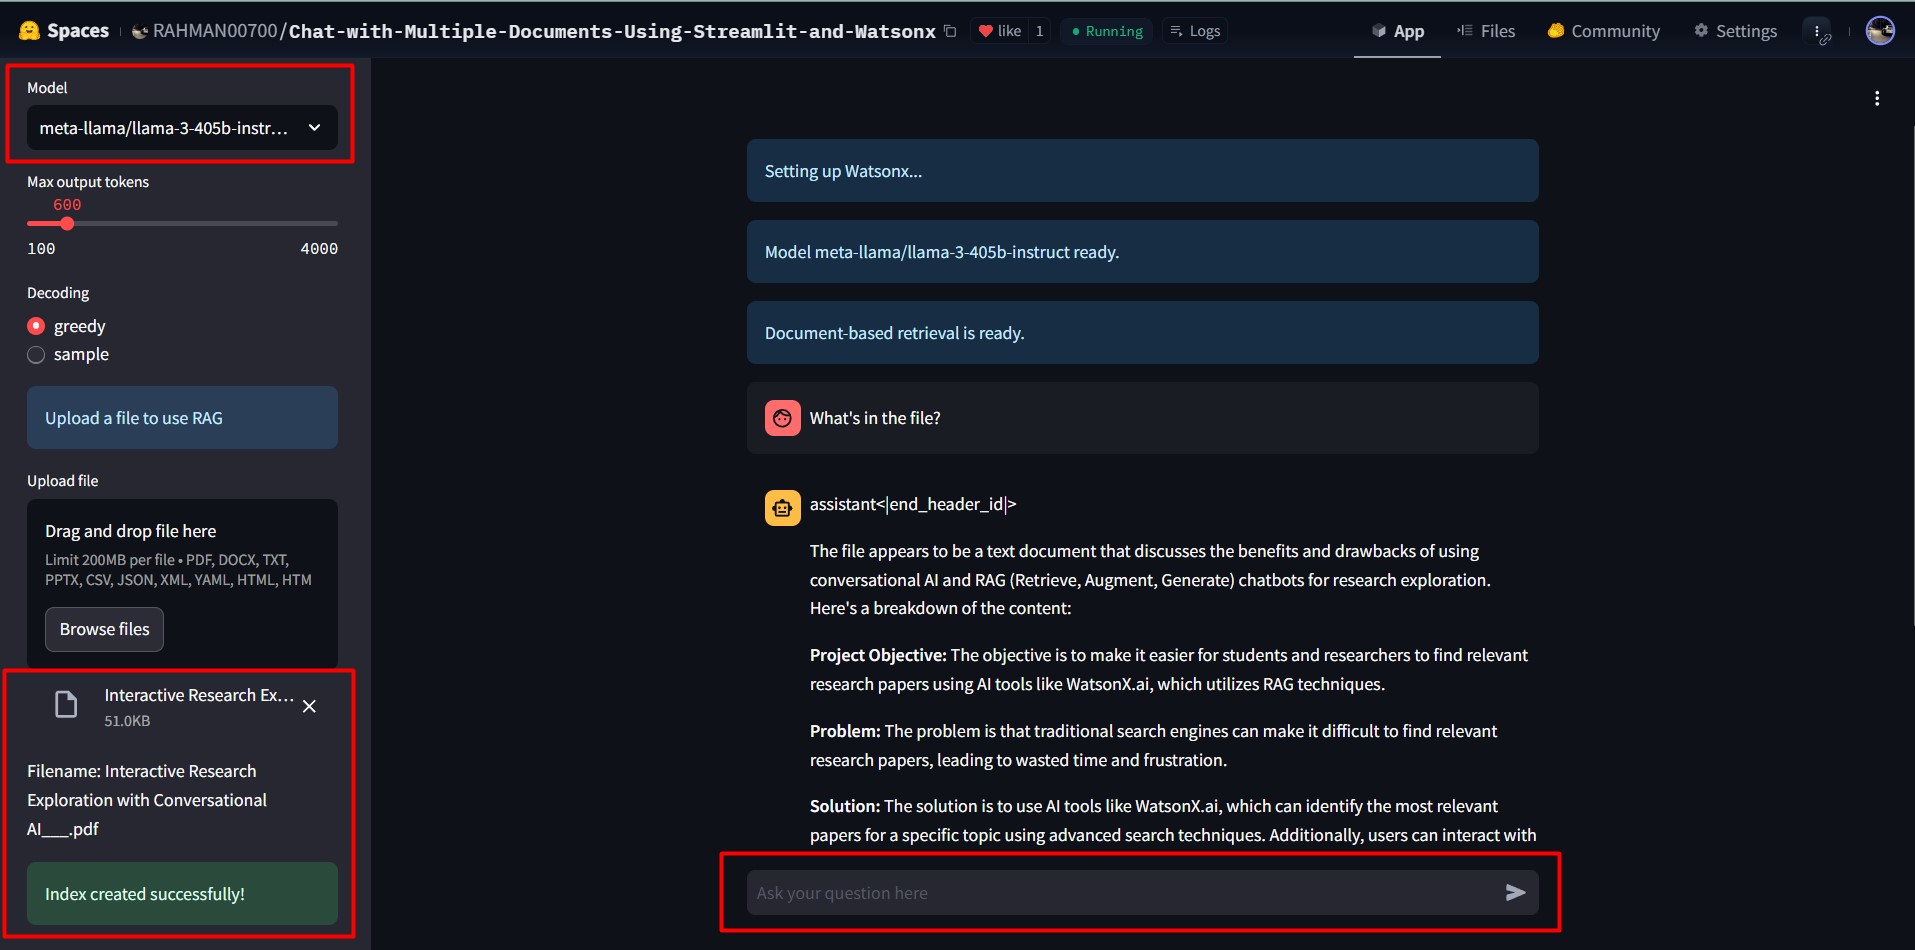 Spaces
RAHMAN00700/Chat-with-Multiple-Documents-Using-Streamlit-and-Watsonx
like 1
Running
Logs
App
Files
Community
Settings
Model
meta-llama/llama-3-405b-instr...
Max output tokens
600
100 4000
Decoding
greedy
sample
Upload a file to use RAG
Upload file
Drag and drop file here
Limit 200MB per file • PDF, DOCX, TXT,
PPTX, CSV, JSON, XML, YAML, HTML, HTM
Browse files
Interactive Research Ex...
51.0KB
Filename: Interactive Research
Exploration with Conversational
AI___.pdf
Index created successfully!
Setting up Watsonx...
Model meta-llama/llama-3-405b-instruct ready.
Document-based retrieval is ready.
What's in the file?
assistant<|end_header_id|>
The file appears to be a text document that discusses the benefits and drawbacks of using
conversational AI and RAG (Retrieve, Augment, Generate) chatbots for research exploration.
Here's a breakdown of the content:
Project Objective: The objective is to make it easier for students and researchers to find relevant
research papers using AI tools like WatsonX.ai, which utilizes RAG techniques.
Problem: The problem is that traditional search engines can make it difficult to find relevant
research papers, leading to wasted time and frustration.
Solution: The solution is to use AI tools like WatsonX.ai, which can identify the most relevant
papers for a specific topic using advanced search techniques. Additionally, users can interact with
Ask your question here